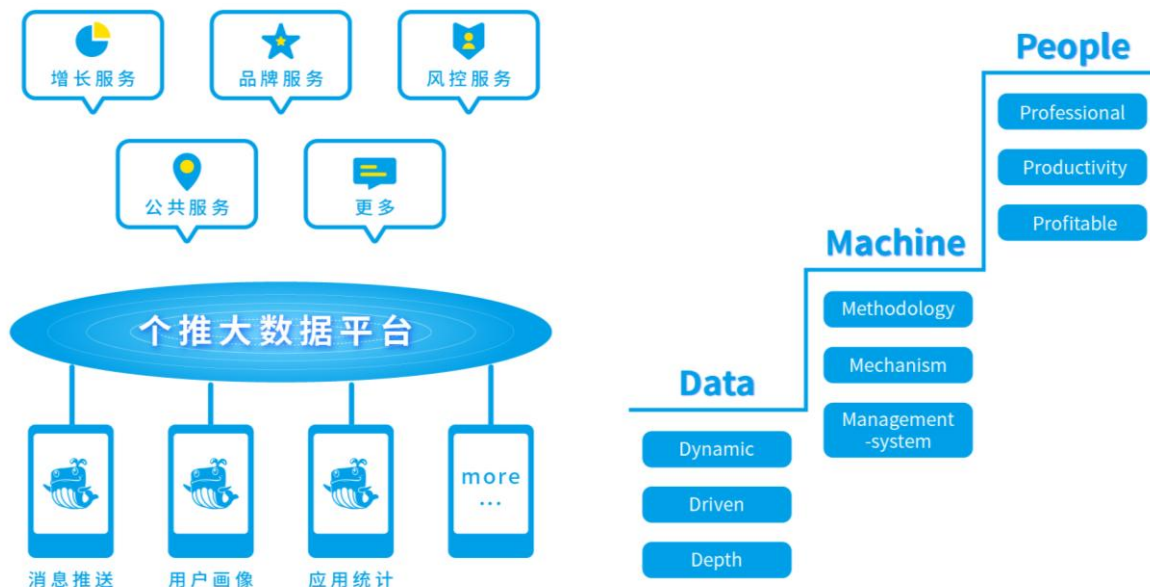 增长服务
品牌服务
风控服务
公共服务
更多
个推大数据平台
more
...
消息推送
用户画像
应用统计
People
Professional
Productivity
Profitable
Machine
Methodology
Mechanism
Management
-system
Data
Dynamic
Driven
Depth